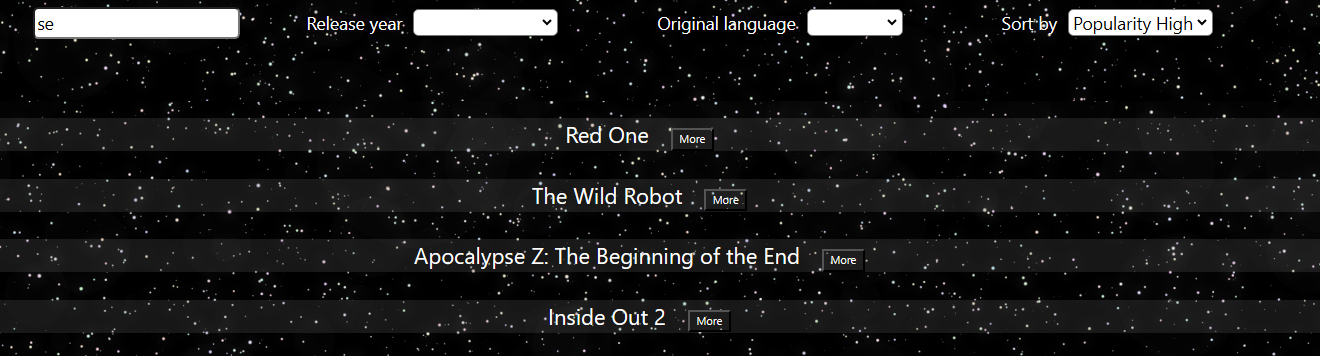 se Release year Original language Sort by Popularity High
Red One More
The Wild Robot More
Apocalypse Z: The Beginning of the End More
Inside Out 2 More